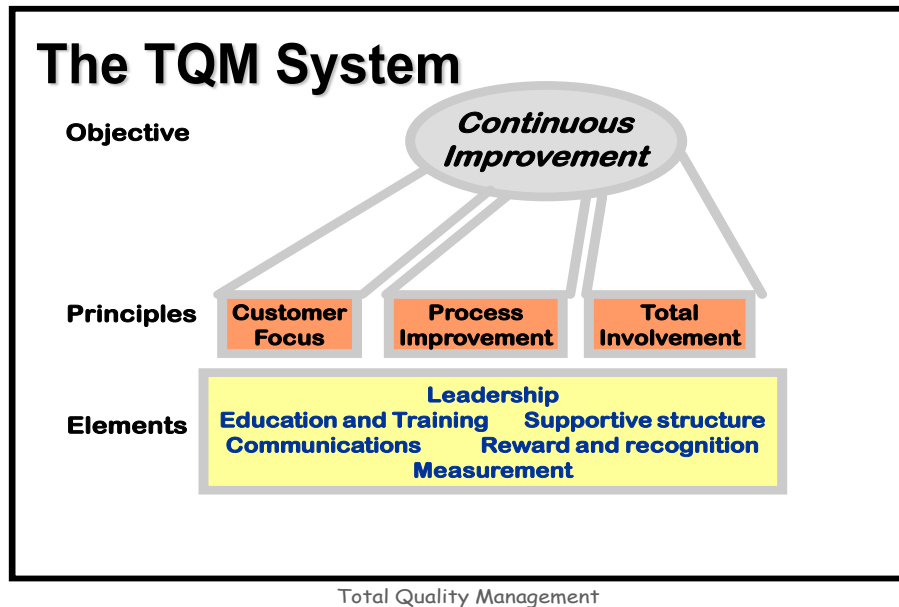 The TQM System
Objective
Continuous
Improvement
Principles
Customer
Focus
Process
Improvement
Total
Involvement
Elements
Leadership
Education and Training Supportive structure
Communications Reward and recognition
Measurement
Total Quality Management